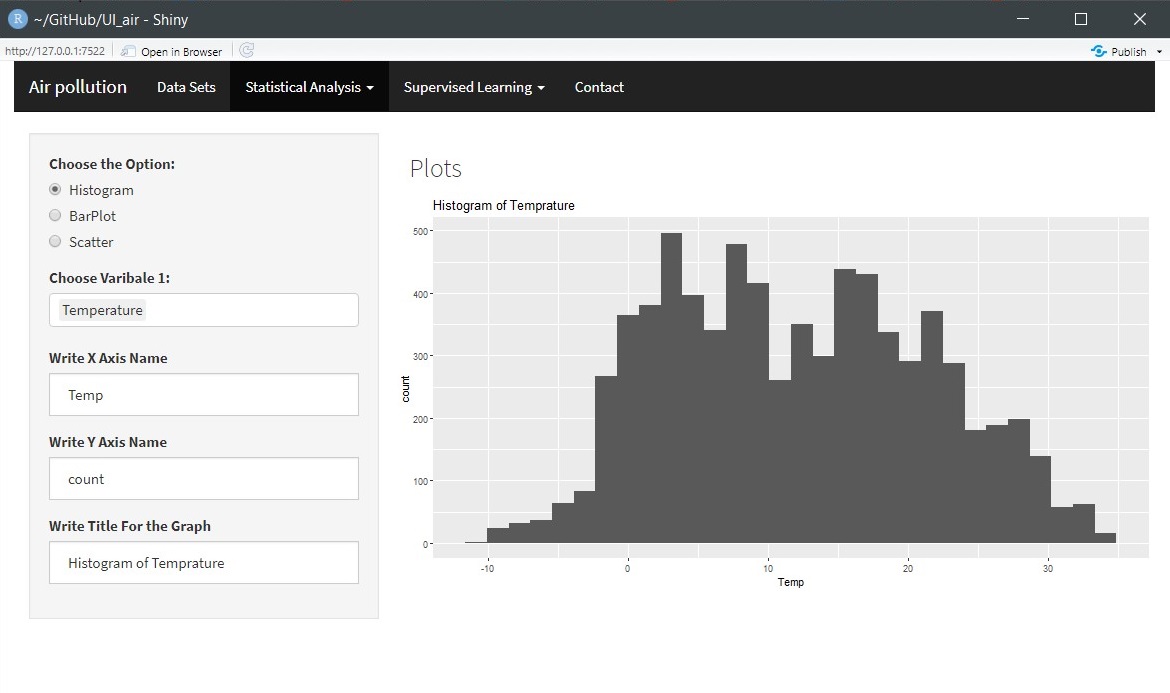 R ~/GitHub/UI_air - Shiny
http://127.0.0.1:7522 Open in Browser Publish
Air pollution Data Sets Statistical Analysis Supervised Learning Contact
Choose the Option:
Histogram
BarPlot
Scatter
Choose Varibale 1:
Temperature
Write X Axis Name
Temp
Write Y Axis Name
count
Write Title For the Graph
Histogram of Temprature
Plots
Histogram of Temprature
500
400
300
200
100
0
count
-10 0 10 20 30
Temp